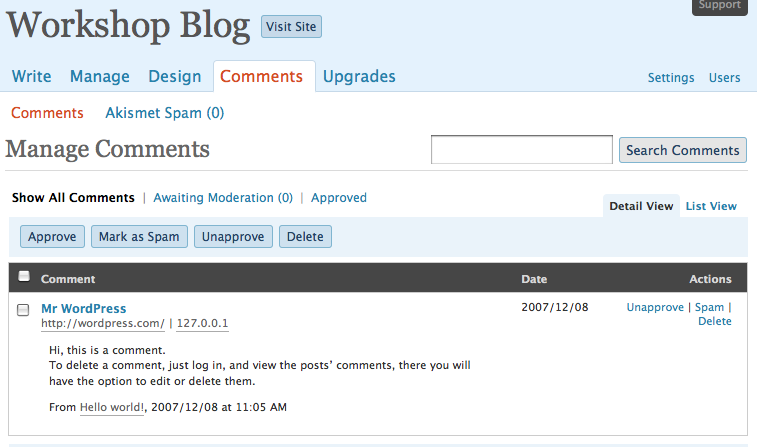 Support
Workshop Blog Visit Site
Write Manage Design Comments Upgrades Settings Users
Comments Akismet Spam (0)
Manage Comments Search Comments
Show All Comments | Awaiting Moderation (0) | Approved
Detail View List View
Approve Mark as Spam Unapprove Delete
Comment Date Actions
Mr WordPress 2007/12/08 Unapprove | Spam |
http://wordpress.com/ | 127.0.0.1 Delete
Hi, this is a comment.
To delete a comment, just log in, and view the posts' comments, there you will
have the option to edit or delete them.
From Hello world!, 2007/12/08 at 11:05 AM